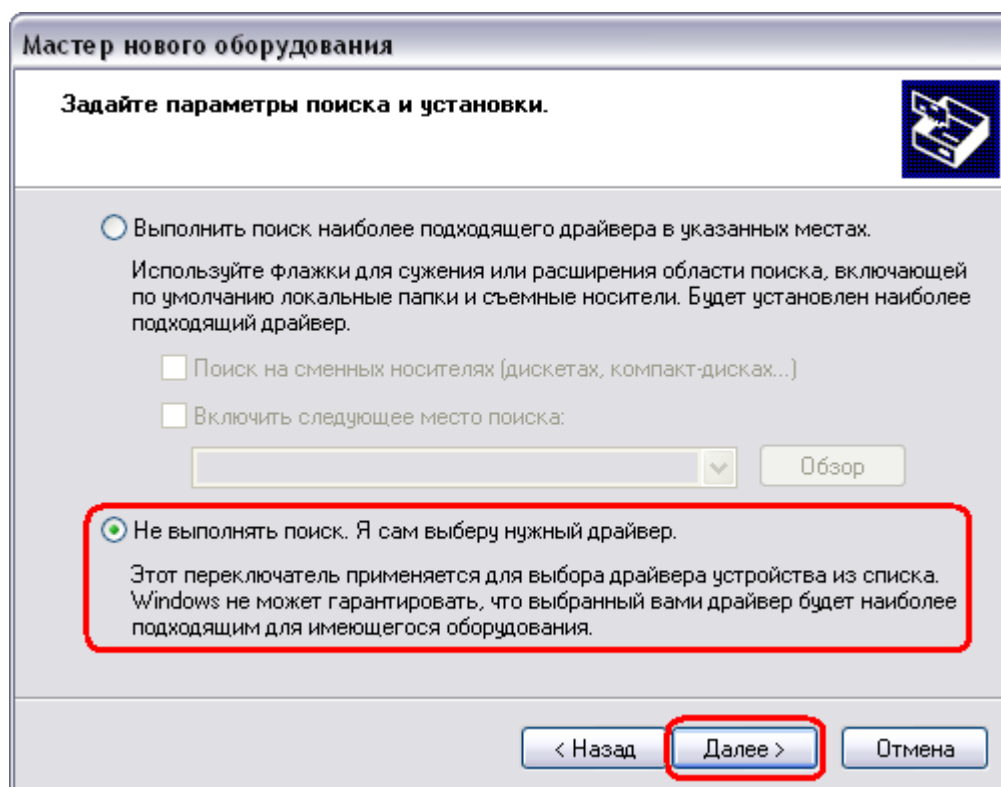 Мастер нового оборудования
Задайте параметры поиска и установки.
Выполнить поиск наиболее подходящего драйвера в указанных местах.
Используйте флажки для сужения или расширения области поиска, включающей
по умолчанию локальные папки и съемные носители. Будет установлен наиболее
подходящий драйвер.
Поиск на сменных носителях (дискетах, компакт-дисках...)
Включить следующее место поиска:
Обзор
Не выполнять поиск. Я сам выберу нужный драйвер.
Этот переключатель применяется для выбора драйвера устройства из списка.
Windows не может гарантировать, что выбранный вами драйвер будет наиболее
подходящим для имеющегося оборудования.
< Назад Далее > Отмена